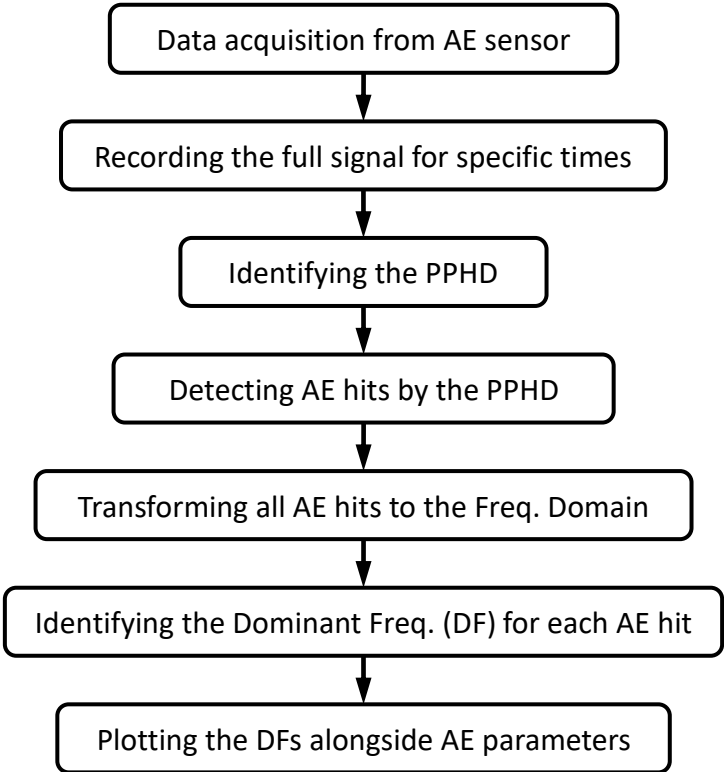 Data acquisition from AE sensor
Recording the full signal for specific times
Identifying the PPHD
Detecting AE hits by the PPHD
Transforming all AE hits to the Freq. Domain
Identifying the Dominant Freq. (DF) for each AE hit
Plotting the DFs alongside AE parameters